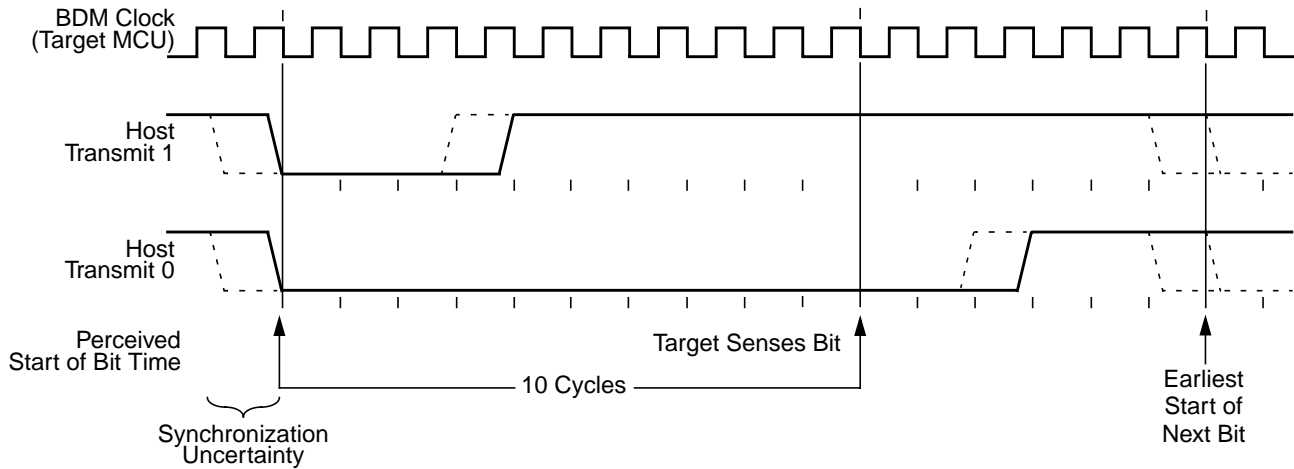 BDM Clock
(Target MCU)
Host
Transmit 1
Host
Transmit 0
Perceived
Start of Bit Time
Target Senses Bit
10 Cycles
Synchronization
Uncertainty
Earliest
Start of
Next Bit